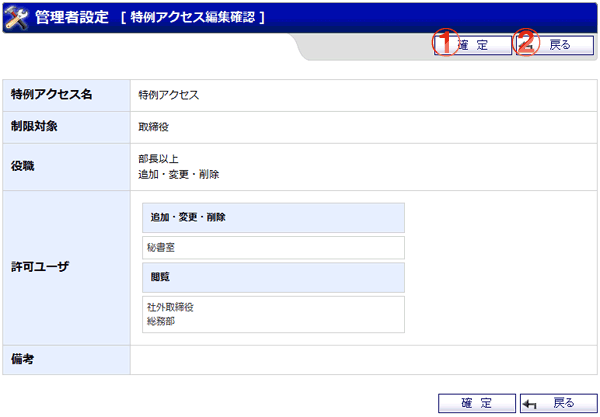 管理者設定 [ 特例アクセス編集確認 ]
① 確 定 ② 戻る
特例アクセス名 特例アクセス
制限対象 取締役
役職 部長以上
追加・変更・削除
許可ユーザ
追加・変更・削除
秘書室
閲覧
社外取締役
総務部
備考
確 定 戻る